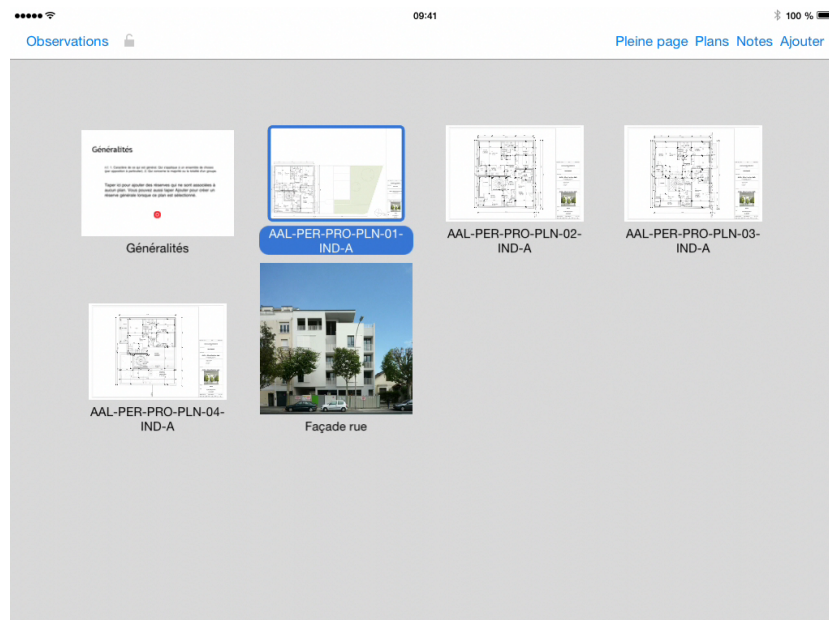 09:41
100 %
Observations
Pleine page Plans Notes Ajouter
Généralités
Taper ici pour ajouter des réserves qui ne sont associées à
aucun plan. Vous pouvez aussi taper Ajouter pour créer un
réserve générale lorsque ce plan est sélectionné.
Généralités
AAL-PER-PRO-PLN-01-
IND-A
AAL-PER-PRO-PLN-02-
IND-A
AAL-PER-PRO-PLN-03-
IND-A
AAL-PER-PRO-PLN-04-
IND-A
Façade rue